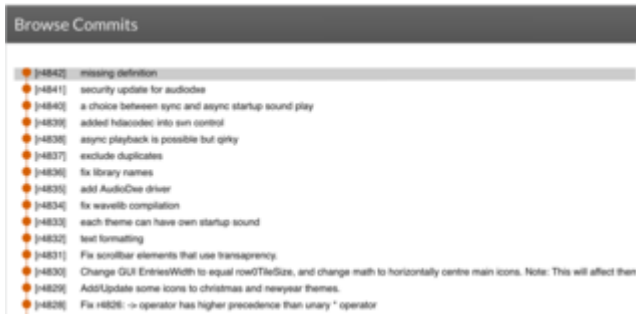 Browse Commits
[r4842] missing definition
[r4841] security update for audiodxe
[r4840] a choice between sync and async startup sound play
[r4839] added hdacodec into svn control
[r4838] async playback is possible but qirky
[r4837] exclude duplicates
[r4836] fix library names
[r4835] add AudioDxe driver
[r4834] fix wavelib compilation
[r4833] each theme can have own startup sound
[r4832] text formatting
[r4831] Fix scrollbar elements that use transaprency.
[r4830] Change GUI EntriesWidth to equal row0TileSize, and change math to horizontally centre main icons. Note: This will affect them
[r4829] Add/Update some icons to christmas and newyear themes.
[r4828] Fix r4826: -> operator has higher precedence than unary * operator